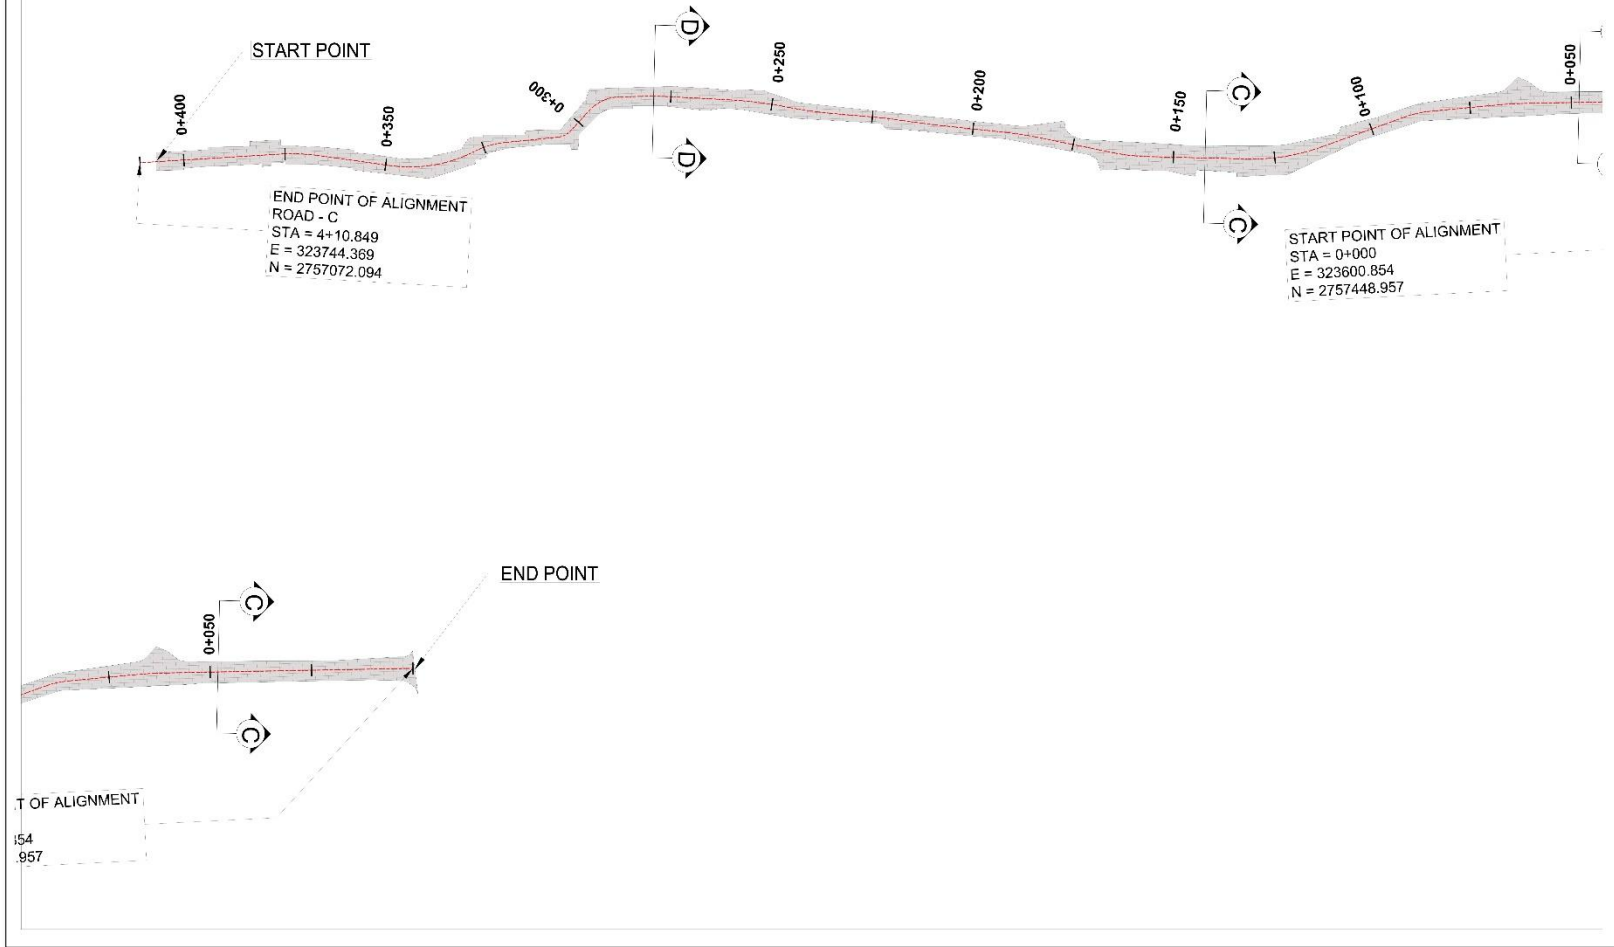 START POINT
0+400
0+350
0+300
D
0+250
0+200
0+150
C
0+100
0+050
D
C
END POINT OF ALIGNMENT
ROAD - C
STA = 4+10.849
E = 323744.369
N = 2757072.094
START POINT OF ALIGNMENT
STA = 0+000
E = 323600.854
N = 2757448.957
END POINT
0+050
C
C
T OF ALIGNMENT
54
.957